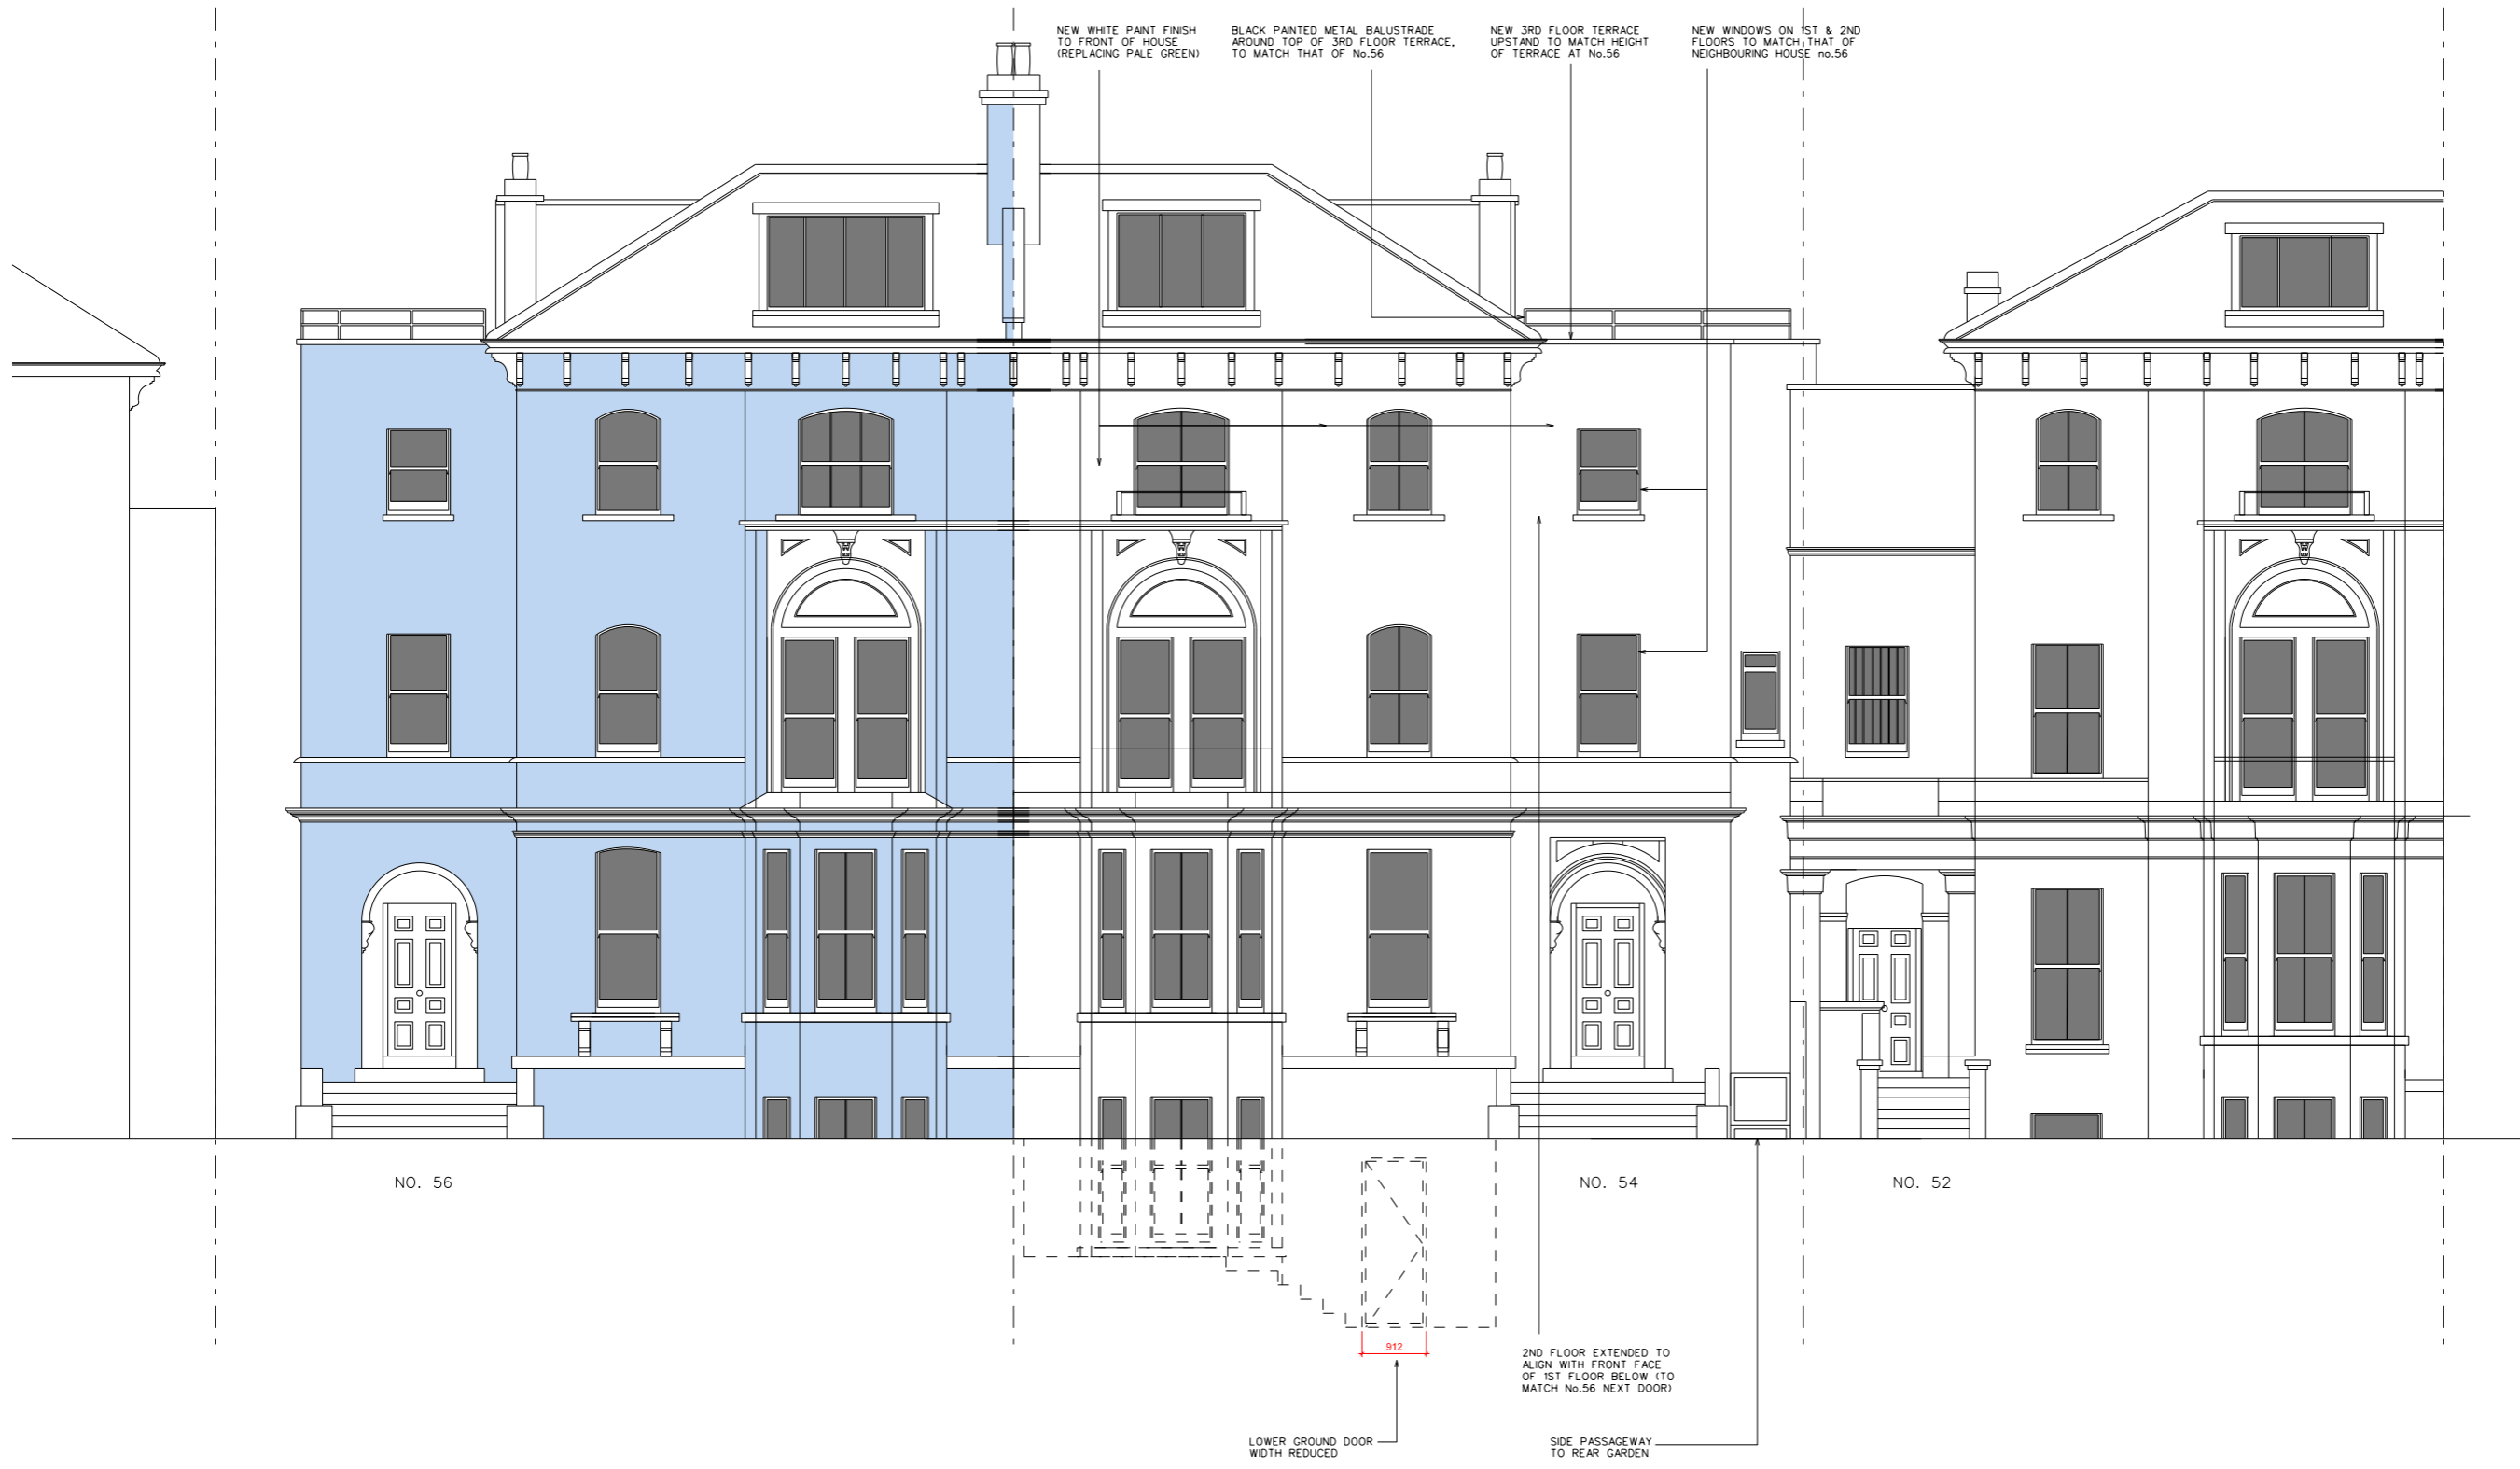 NEW WHITE PAINT FINISH
TO FRONT OF HOUSE
(REPLACING PALE GREEN)
BLACK PAINTED METAL BALUSTRADE
AROUND TOP OF 3RD FLOOR TERRACE,
TO MATCH THAT OF No.56
NEW 3RD FLOOR TERRACE
UPSTAND TO MATCH HEIGHT
OF TERRACE AT No.56
NEW WINDOWS ON 1ST & 2ND
FLOORS TO MATCH THAT OF
NEIGHBOURING HOUSE no.56
NO. 56
NO. 54
NO. 52
912
2ND FLOOR EXTENDED TO
ALIGN WITH FRONT FACE
OF 1ST FLOOR BELOW (TO
MATCH No.56 NEXT DOOR)
LOWER GROUND DOOR
WIDTH REDUCED
SIDE PASSAGEWAY
TO REAR GARDEN